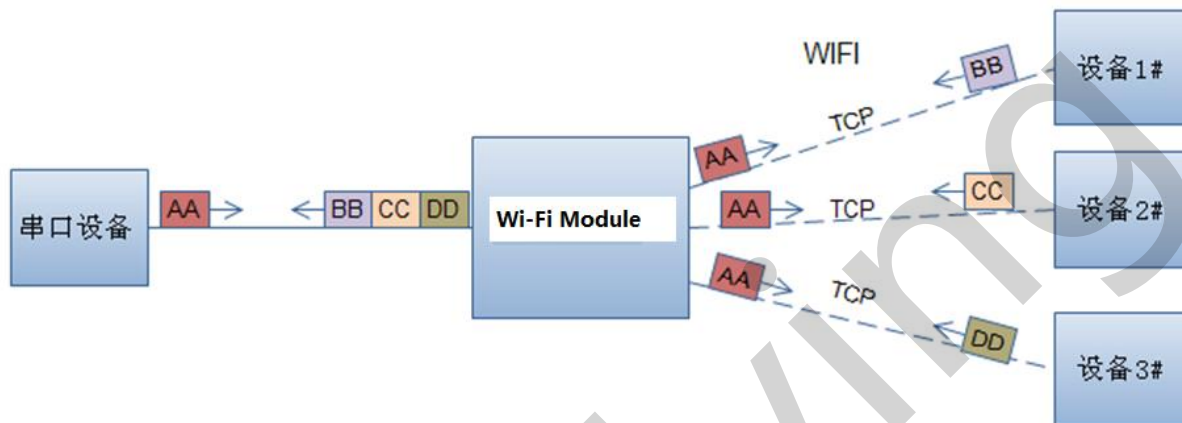 WIFI
BB
设备1#
TCP
AA
串口设备
AA
BB CC DD
Wi-Fi Module
AA
TCP
CC
设备2#
AA
TCP
DD
设备3#